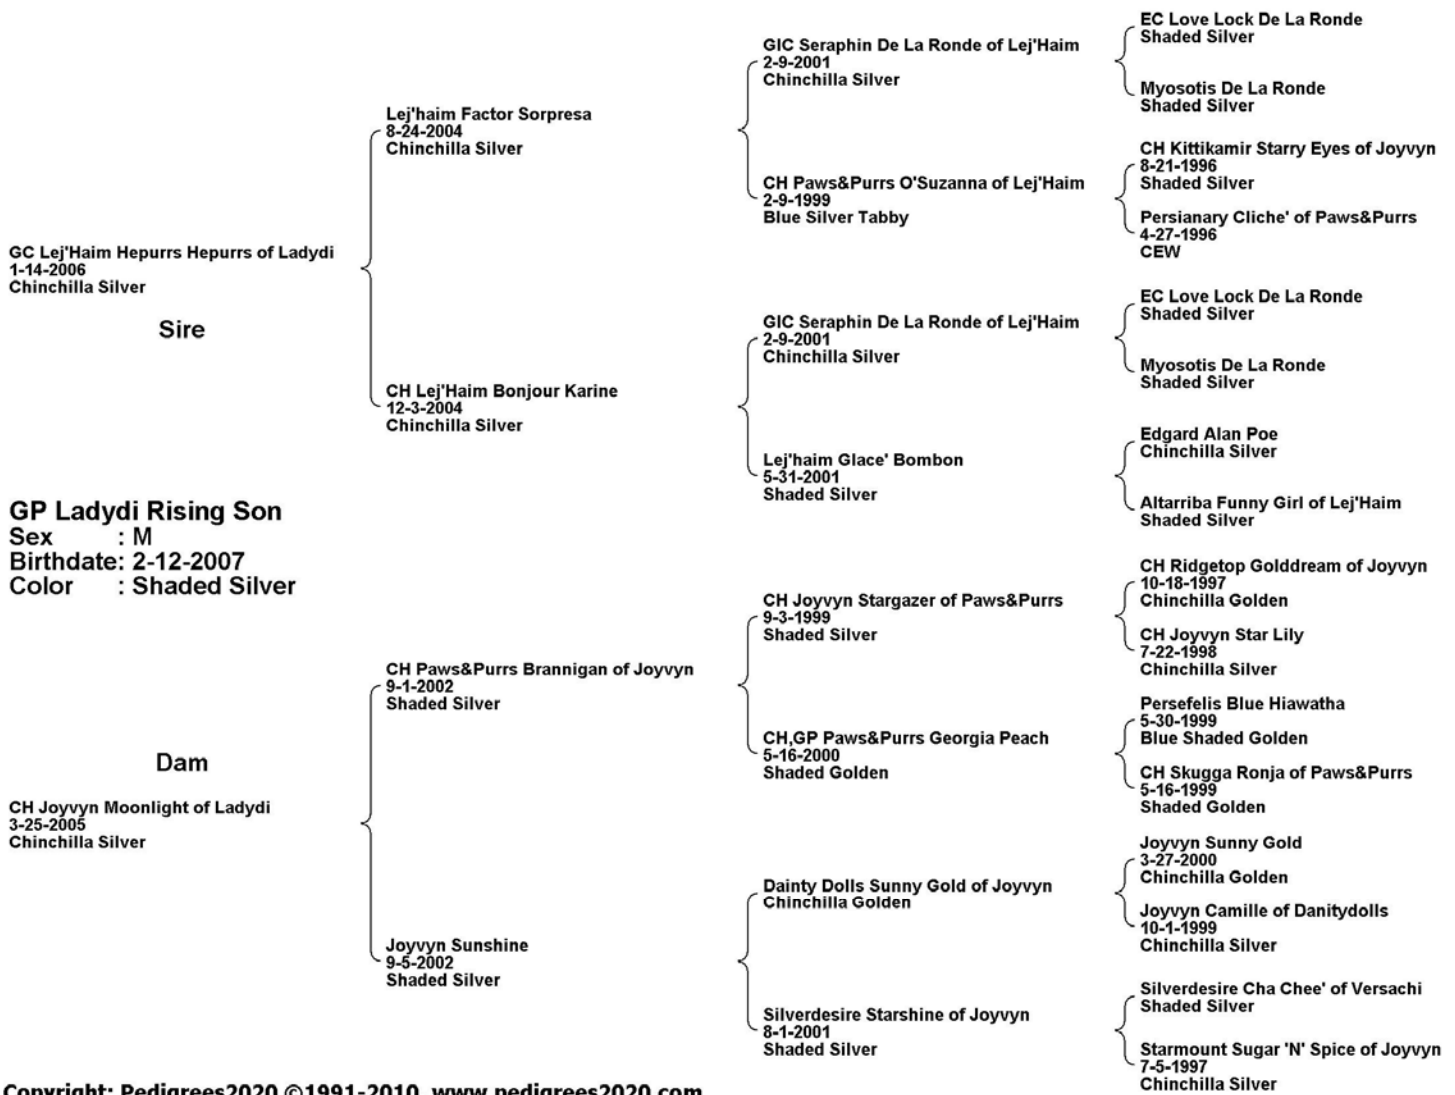 EC Love Lock De La Ronde
Shaded Silver
GIC Seraphin De La Ronde of Lej'Haim
2-9-2001
Chinchilla Silver
Myosotis De La Ronde
Shaded Silver
Lej'haim Factor Sorpresa
8-24-2004
Chinchilla Silver
CH Kittikamir Starry Eyes of Joyvyn
8-21-1996
Shaded Silver
CH Paws&Purrs O'Suzanna of Lej'Haim
2-9-1999
Blue Silver Tabby
Persianary Cliche' of Paws&Purrs
4-27-1996
CEW
GC Lej'Haim Hepurrs Hepurrs of Ladydi
1-14-2006
Chinchilla Silver
Sire
EC Love Lock De La Ronde
Shaded Silver
GIC Seraphin De La Ronde of Lej'Haim
2-9-2001
Chinchilla Silver
Myosotis De La Ronde
Shaded Silver
CH Lej'Haim Bonjour Karine
12-3-2004
Chinchilla Silver
Edgard Alan Poe
Chinchilla Silver
Lej'haim Glace' Bombon
5-31-2001
Shaded Silver
Altarriba Funny Girl of Lej'Haim
Shaded Silver
GP Ladydi Rising Son
Sex : M
Birthdate: 2-12-2007
Color : Shaded Silver
CH Ridgetop Golddream of Joyvyn
10-18-1997
Chinchilla Golden
CH Joyvyn Stargazer of Paws&Purrs
9-3-1999
Shaded Silver
CH Joyvyn Star Lily
7-22-1998
Chinchilla Silver
CH Paws&Purrs Brannigan of Joyvyn
9-1-2002
Shaded Silver
Persefelis Blue Hiawatha
5-30-1999
Blue Shaded Golden
CH,GP Paws&Purrs Georgia Peach
5-16-2000
Shaded Golden
CH Skugga Ronja of Paws&Purrs
5-16-1999
Shaded Golden
Dam
CH Joyvyn Moonlight of Ladydi
3-25-2005
Chinchilla Silver
Joyvyn Sunny Gold
3-27-2000
Chinchilla Golden
Dainty Dolls Sunny Gold of Joyvyn
Chinchilla Golden
Joyvyn Camille of Danitydolls
10-1-1999
Chinchilla Silver
Joyvyn Sunshine
9-5-2002
Shaded Silver
Silverdesire Cha Chee' of Versachi
Shaded Silver
Silverdesire Starshine of Joyvyn
8-1-2001
Shaded Silver
Starmount Sugar 'N' Spice of Joyvyn
7-5-1997
Chinchilla Silver
Copyright: Pedigrees2020 ©1991-2010 www.pedigrees2020.com